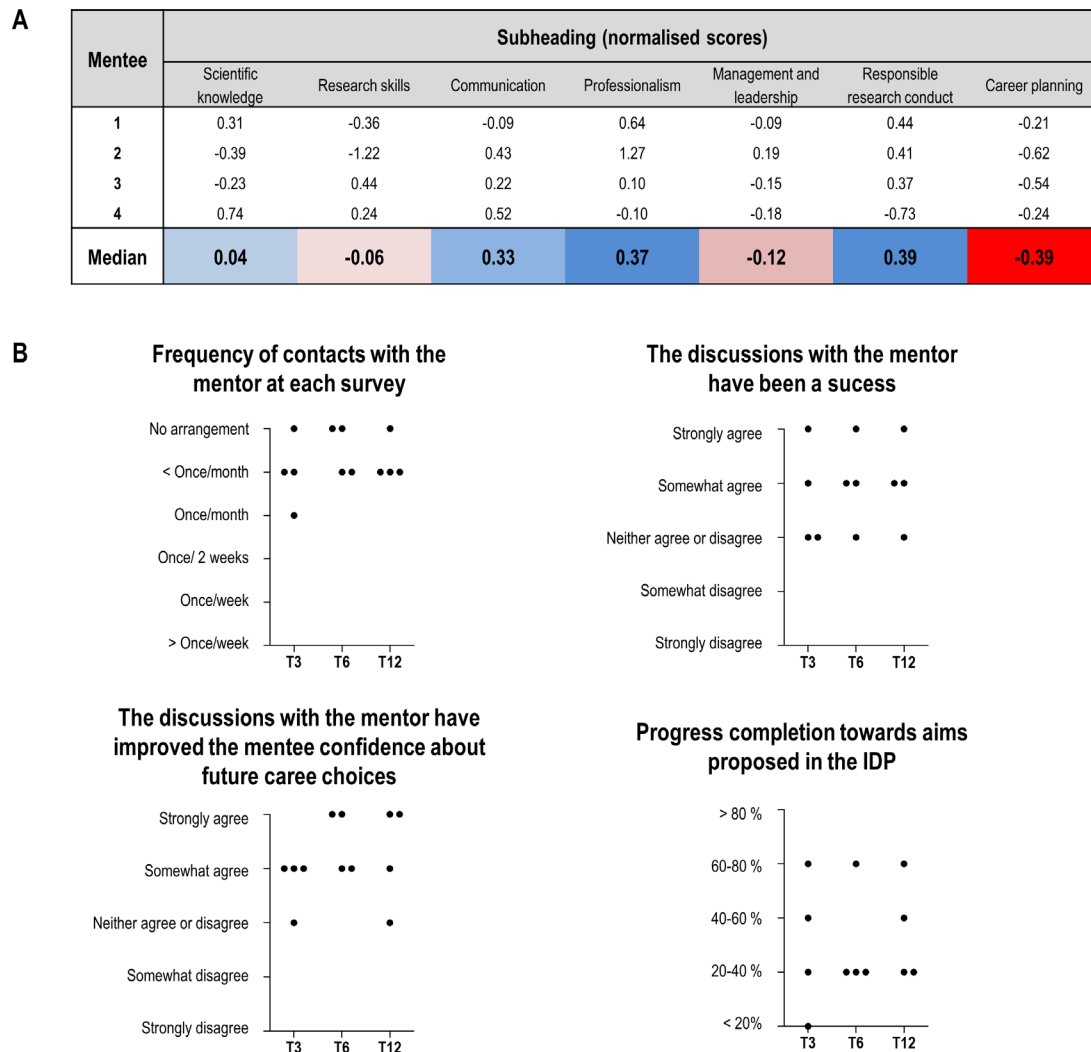 A
Mentee
Subheading (normalised scores)
Scientific knowledge
Research skills
Communication
Professionalism
Management and leadership
Responsible research conduct
Career planning
1 0.31 -0.36 -0.09 0.64 -0.09 0.44 -0.21
2 -0.39 -1.22 0.43 1.27 0.19 0.41 -0.62
3 -0.23 0.44 0.22 0.10 -0.15 0.37 -0.54
4 0.74 0.24 0.52 -0.10 -0.18 -0.73 -0.24
Median 0.04 -0.06 0.33 0.37 -0.12 0.39 -0.39
B
Frequency of contacts with the
mentor at each survey
No arrangement
< Once/month
Once/month
Once/ 2 weeks
Once/week
> Once/week
T3 T6 T12
The discussions with the mentor
have been a sucess
Strongly agree
Somewhat agree
Neither agree or disagree
Somewhat disagree
Strongly disagree
T3 T6 T12
The discussions with the mentor have
improved the mentee confidence about
future caree choices
Strongly agree
Somewhat agree
Neither agree or disagree
Somewhat disagree
Strongly disagree
T3 T6 T12
Progress completion towards aims
proposed in the IDP
> 80 %
60-80 %
40-60 %
20-40 %
< 20%
T3 T6 T12